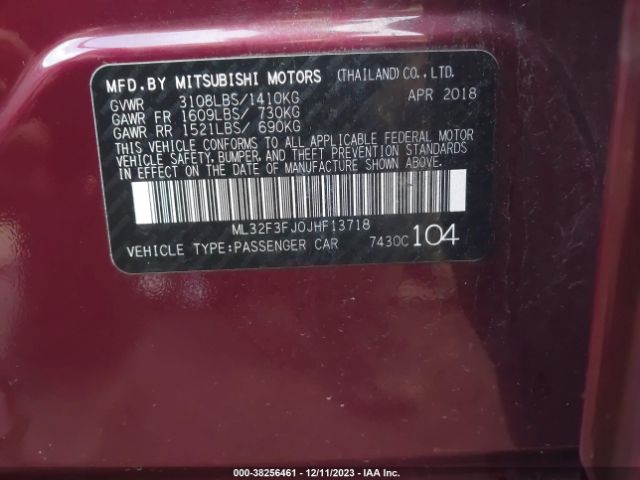 MFD.BY MITSUBISHI MOTORS (THAILAND) CO.,LTD.
GVWR 3108LBS/1410KG APR 2018
GAWR FR 1609LBS/ 730KG
GAWR RR 1521LBS/ 690KG
THIS VEHICLE CONFORMS TO ALL APPLICABLE FEDERAL MOTOR
VEHICLE SAFETY, BUMPER, AND THEFT PREVENTION STANDARDS
IN EFFECT ON THE DATE OF MANUFACTURE SHOWN ABOVE.
ML32F3FJ0JHF13718
VEHICLE TYPE:PASSENGER CAR 7430C 104
000-38256461 - 12/11/2023 - IAA Inc.